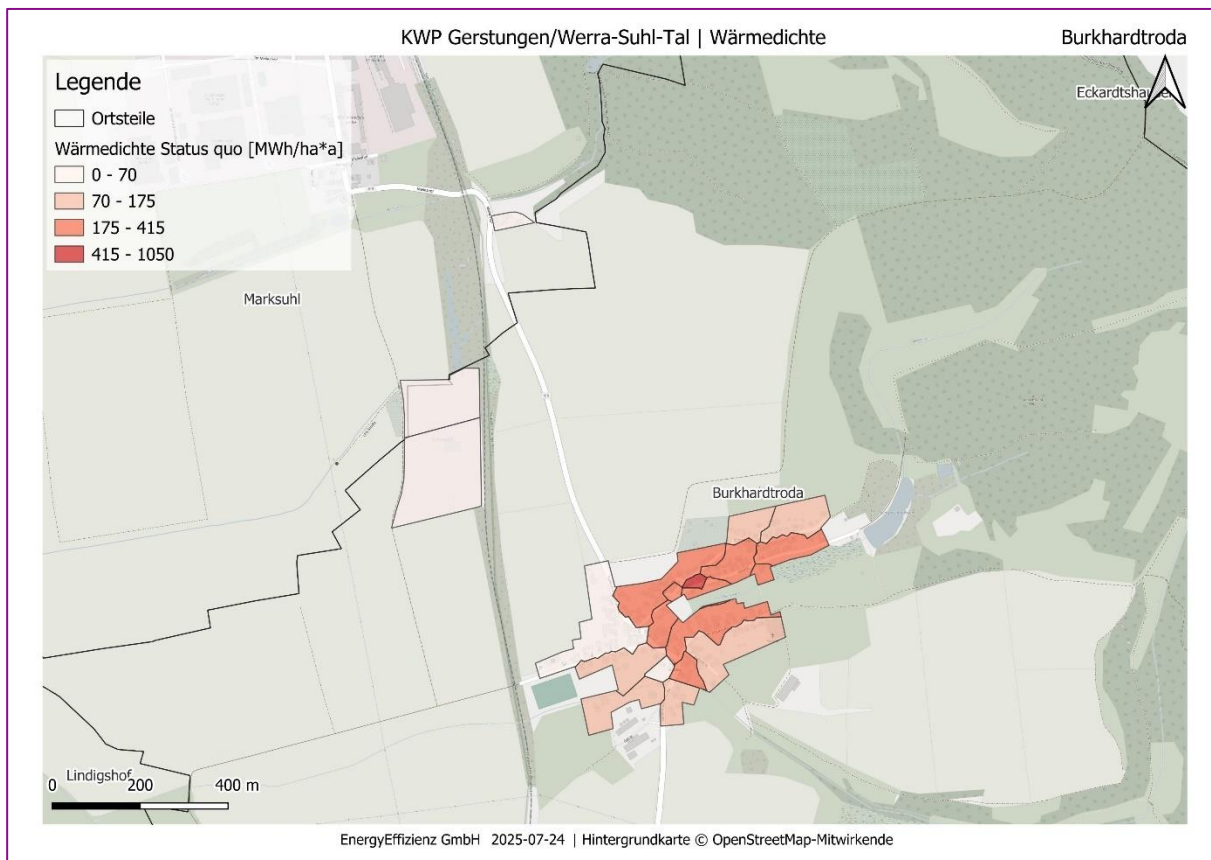 KWP Gerstungen/Werra-Suhl-Tal | Wärmedichte
Burkhardtroda
Legende
Ortsteile
Wärmedichte Status quo [MWh/ha*a]
0 - 70
70 - 175
175 - 415
415 - 1050
Marksuhl
Burkhardtroda
Lindigshof
0 200 400 m
EnergyEffizienz GmbH 2025-07-24 | Hintergrundkarte © OpenStreetMap-Mitwirkende